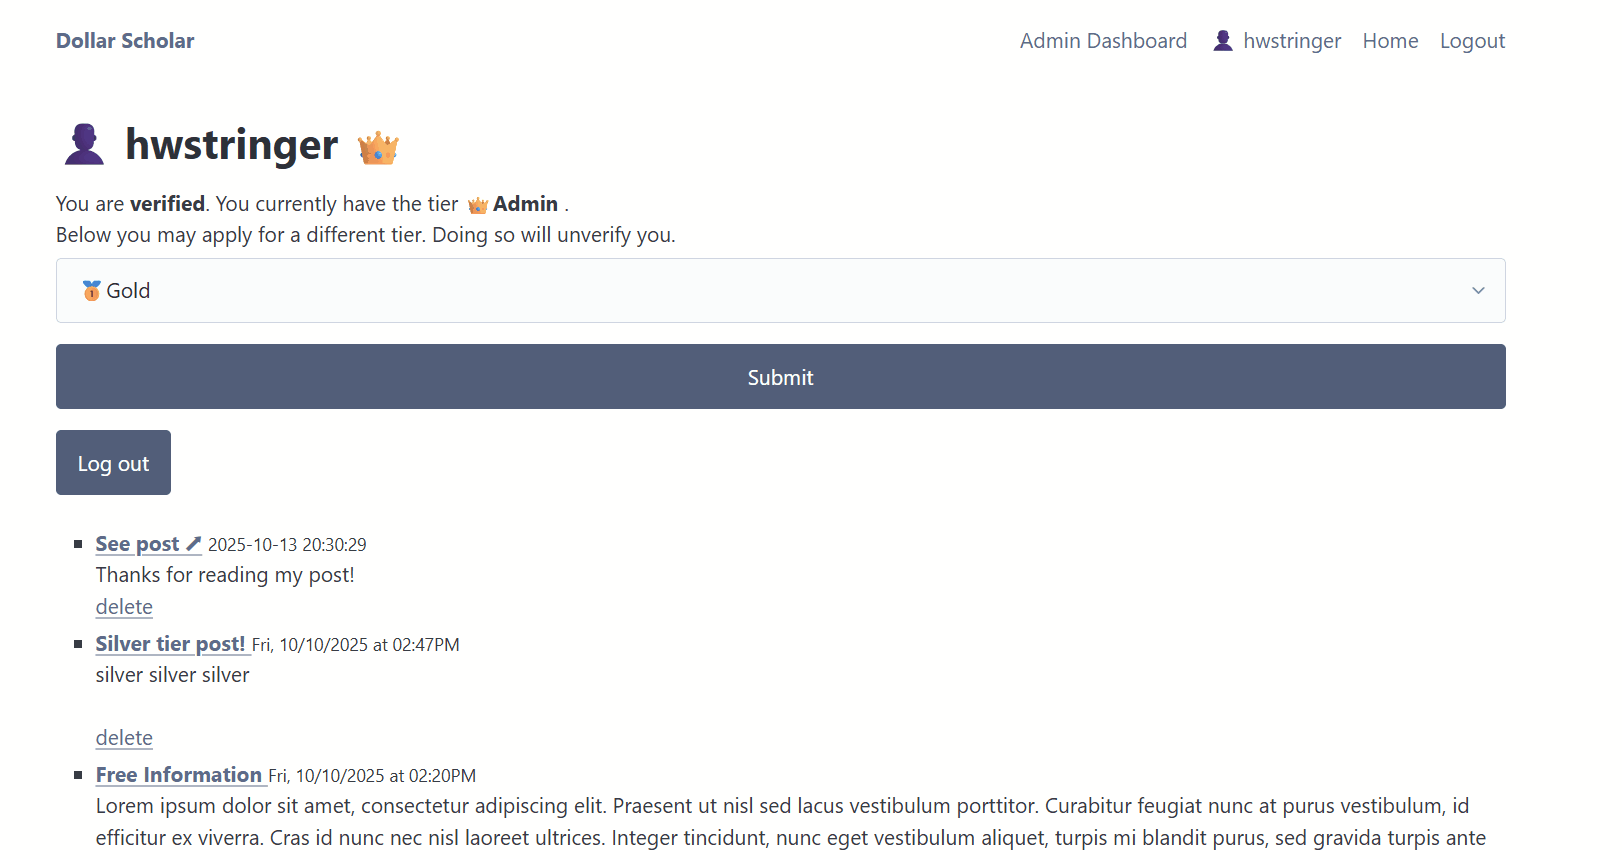 Dollar Scholar
Admin Dashboard hwstringer Home Logout
hwstringer
You are verified. You currently have the tier Admin .
Below you may apply for a different tier. Doing so will unverify you.
Gold
Submit
Log out
See post 2025-10-13 20:30:29
Thanks for reading my post!
delete
Silver tier post! Fri, 10/10/2025 at 02:47PM
silver silver silver
delete
Free Information Fri, 10/10/2025 at 02:20PM
Lorem ipsum dolor sit amet, consectetur adipiscing elit. Praesent ut nisl sed lacus vestibulum porttitor. Curabitur feugiat nunc at purus vestibulum, id
efficitur ex viverra. Cras id nunc nec nisl laoreet ultrices. Integer tincidunt, nunc eget vestibulum aliquet, turpis mi blandit purus, sed gravida turpis ante